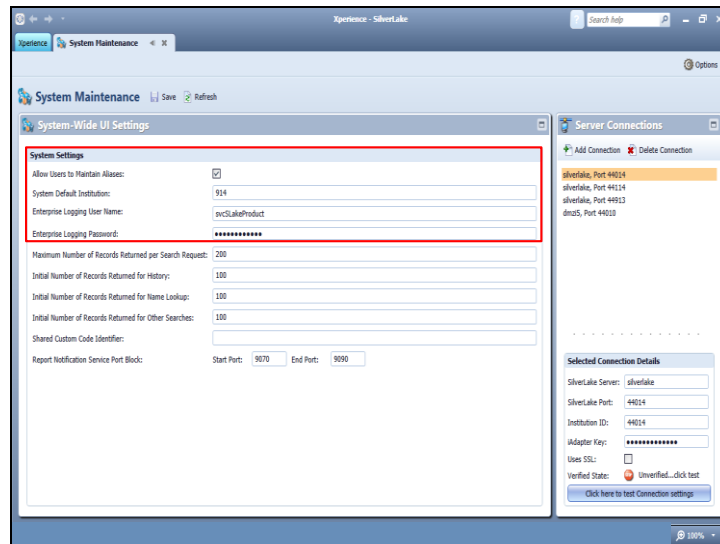 Xperience - SilverLake
Search help
Xperience
System Maintenance
Options
System Maintenance Save Refresh
System-Wide UI Settings
System Settings
Allow Users to Maintain Aliases:
System Default Institution: 914
Enterprise Logging User Name: svcSLakeProduct
Enterprise Logging Password: ●●●●●●●●●●●●
Maximum Number of Records Returned per Search Request: 200
Initial Number of Records Returned for History: 100
Initial Number of Records Returned for Name Lookup: 100
Initial Number of Records Returned for Other Searches: 100
Shared Custom Code Identifier:
Report Notification Service Port Block: Start Port: 9070 End Port: 9090
Server Connections
Add Connection Delete Connection
silverlake, Port 44014
silverlake, Port 44114
silverlake, Port 44913
dmzi5, Port 44010
Selected Connection Details
SilverLake Server: silverlake
SilverLake Port: 44014
Institution ID: 44014
iAdapter Key: ●●●●●●●●●●●●●
Uses SSL:
Verified State: Unverified...click test
Click here to test Connection settings
100%